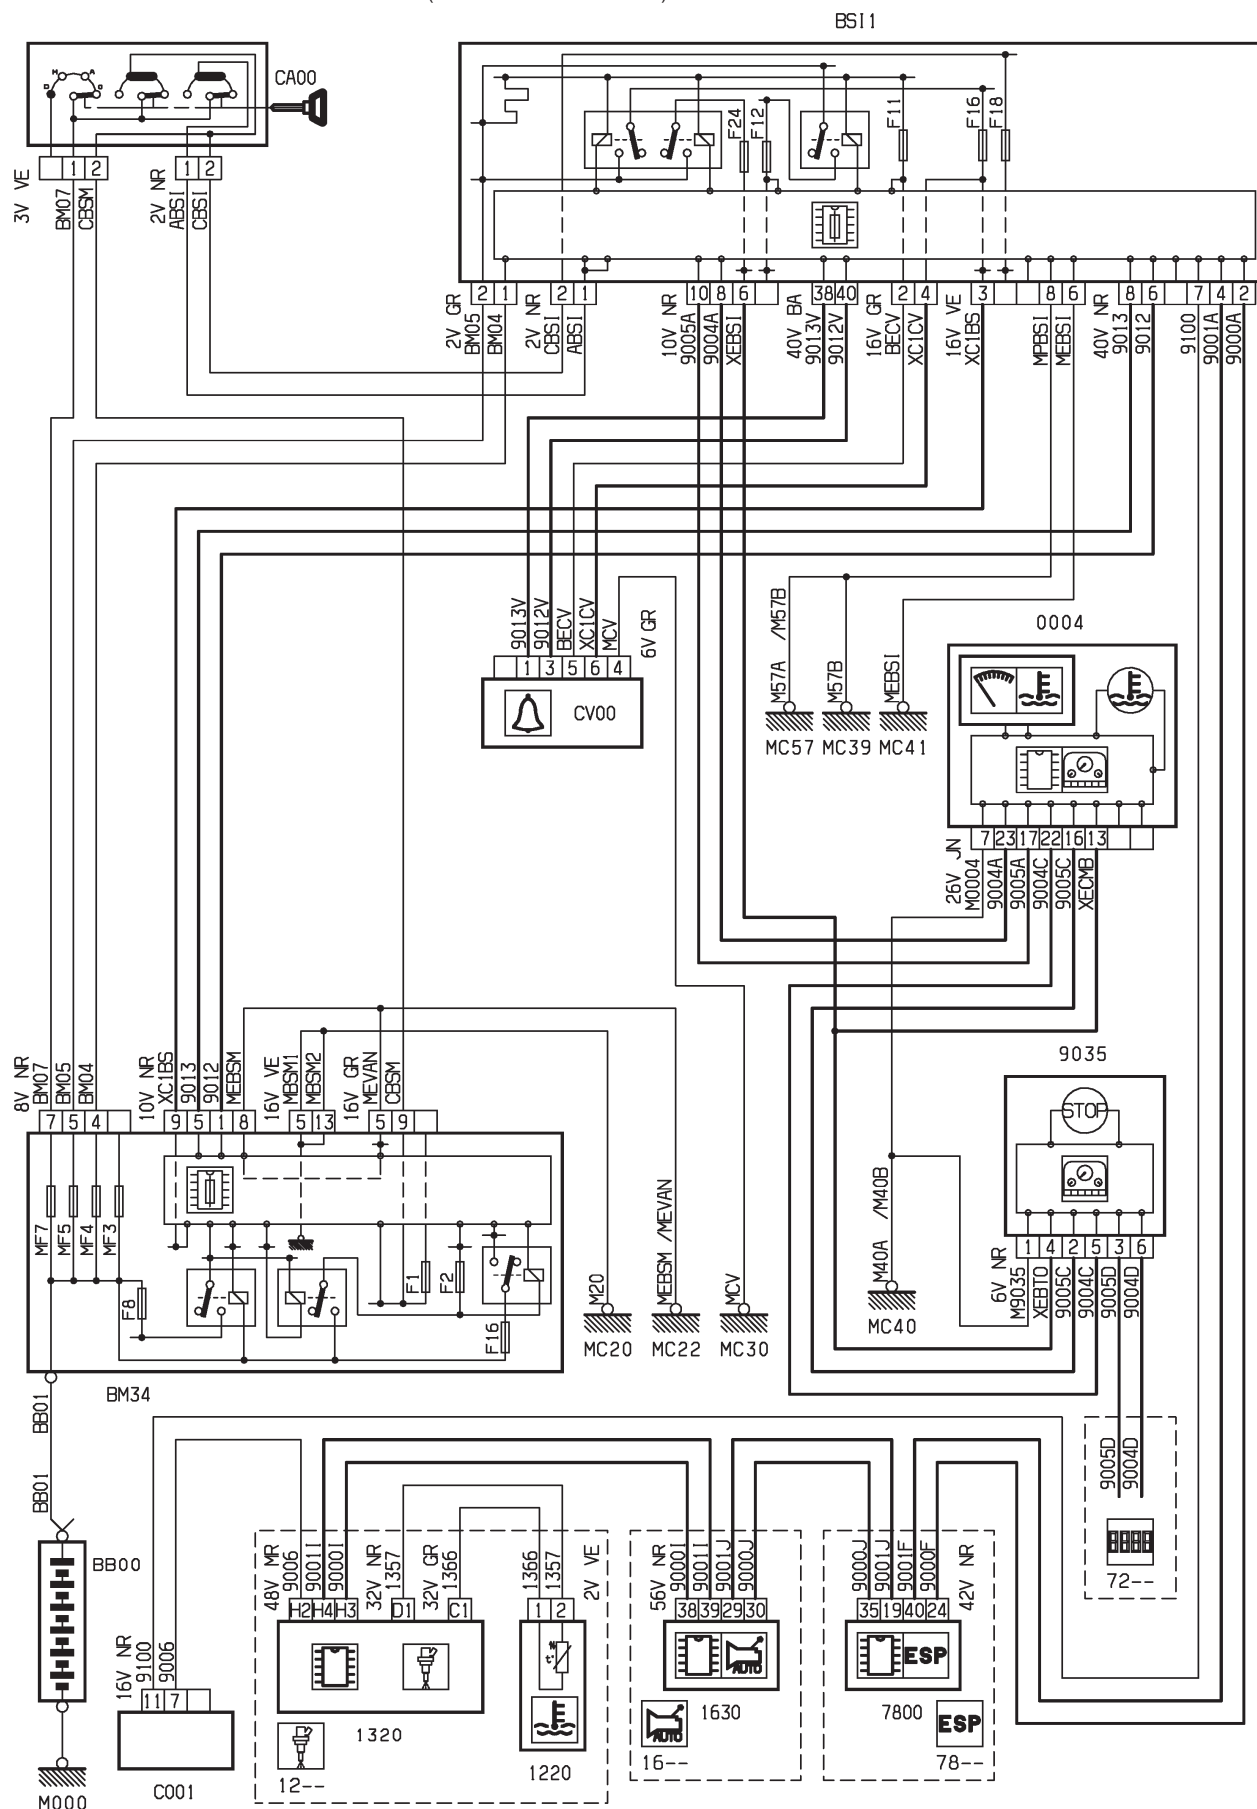 BSI1
CA00
H A
D D
F24 F12 F11 F16 F18
3V VE 1 2
BM07 CBSM
2V NR 1 2
ABSI CBSI
2V GR 2 1
BM05 BM04
2V NR 2 1
CBSI ABSI
10V NR 10 8 6
9005A 9004A XEBSI
40V BA 38 40
9013V 9012V
16V GR 2 4
BECV XC1CV
16V VE 3 8 6
XC1BS MPBSI MEBSI
40V NR 8 6 7 4 2
9013 9012 9100 9001A 9000A
9013V 9012V BECV XC1CV MCV 6V GR
1 3 5 6 4
CV00
M57A /M57B M57B MEBSI
MC57 MC39 MC41
0004
7 23 17 22 16 13
26V JN M0004 9004A 9005A 9004C 9005C XECMB
9035
STOP
1 4 2 5 3 6
6V NR M9035 XEBTO 9005C 9004C 9005D 9004D
M40A /M40B
MC40
8V NR BM07 BM05 BM04
7 5 4
10V NR XC1BS 9013 9012 MEBSM
9 5 1 8
16V VE MBSM1 MBSM2
5 13
16V GR MEVAN CBSM
5 9
MF7 MF5 MF4 MF3
F8 F1 F2 F16
BM34
M20 MEBSM /MEVAN MCV
MC20 MC22 MC30
BB01
BB01
BB00
M000
16V NR 9100 9006
11 7
C001
48V MR 9006 9001I 9000I
H2 H4 H3
32V NR 1357
D1
32V GR 1366
C1
1320
12--
1366 1357 2V VE
1 2
t°
1220
56V NR 9000I 9001I 9001J 9000J
38 39 29 30
AUTO
1630
AUTO
16--
9000J 9001J 9001F 9000F 42V NR
35 19 40 24
ESP
7800
ESP
78--
9005D 9004D
72--